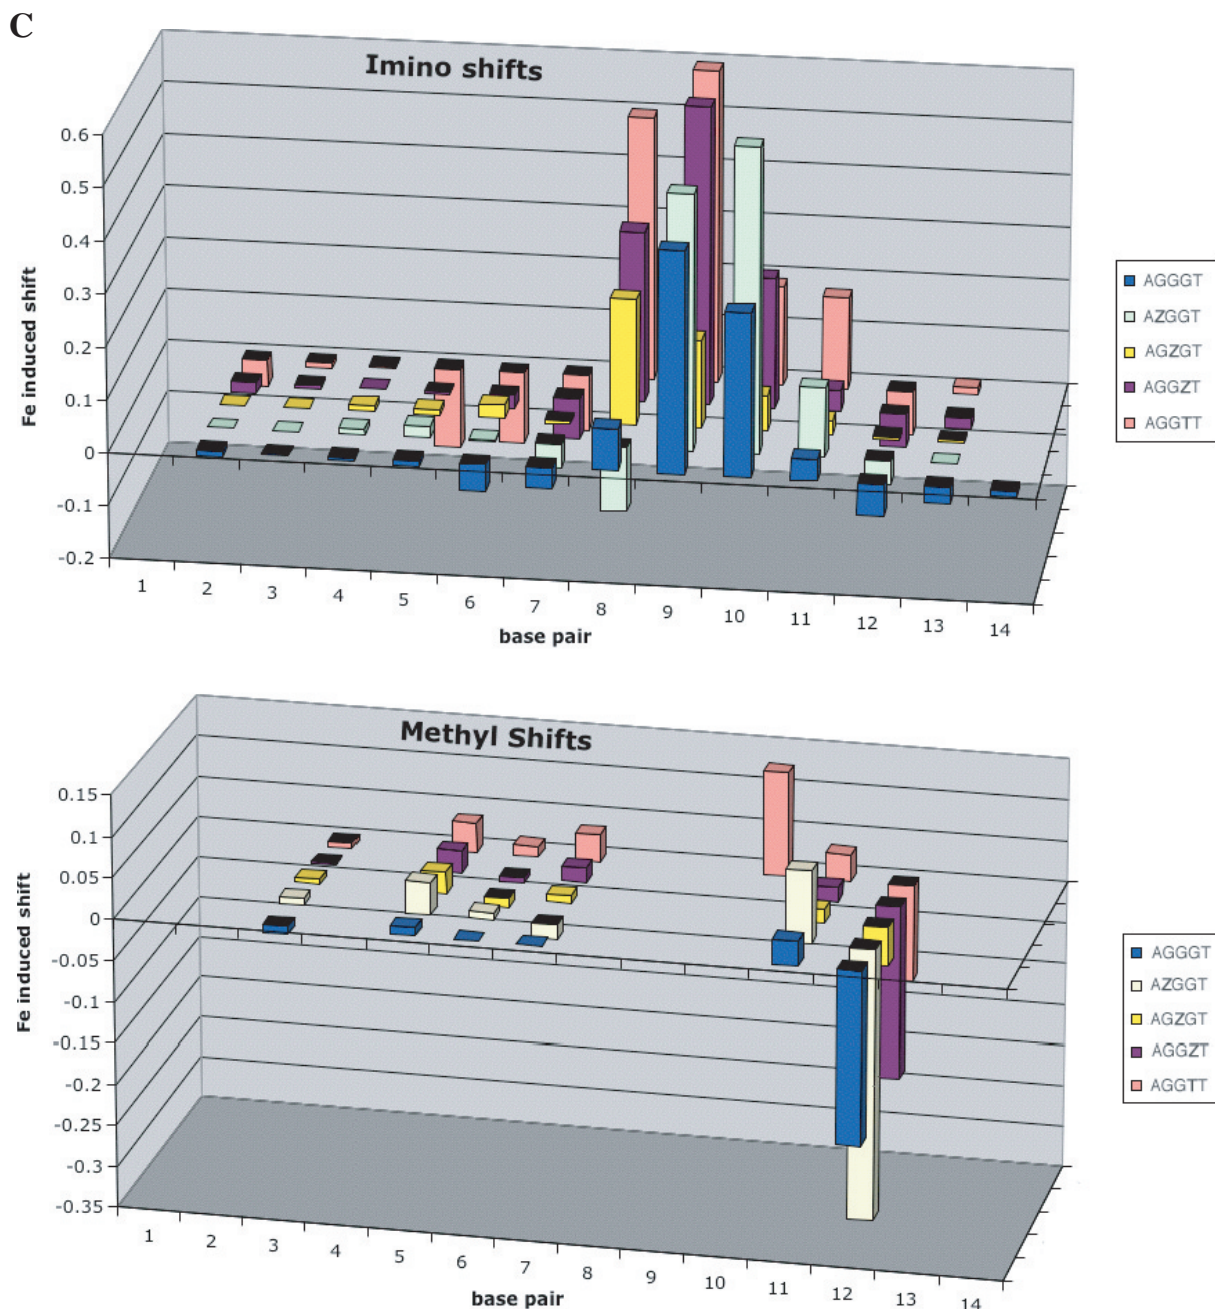 C
Imino shifts
0.6
0.5
0.4
0.3
0.2
0.1
0
-0.1
-0.2
Fe induced shift
1 2 3 4 5 6 7 8 9 10 11 12 13 14
base pair
AGGGT
AZGGT
AGZGT
AGGZT
AGGTT
Methyl Shifts
0.15
0.1
0.05
0
-0.05
-0.1
-0.15
-0.2
-0.25
-0.3
-0.35
Fe induced shift
1 2 3 4 5 6 7 8 9 10 11 12 13 14
base pair
AGGGT
AZGGT
AGZGT
AGGZT
AGGTT